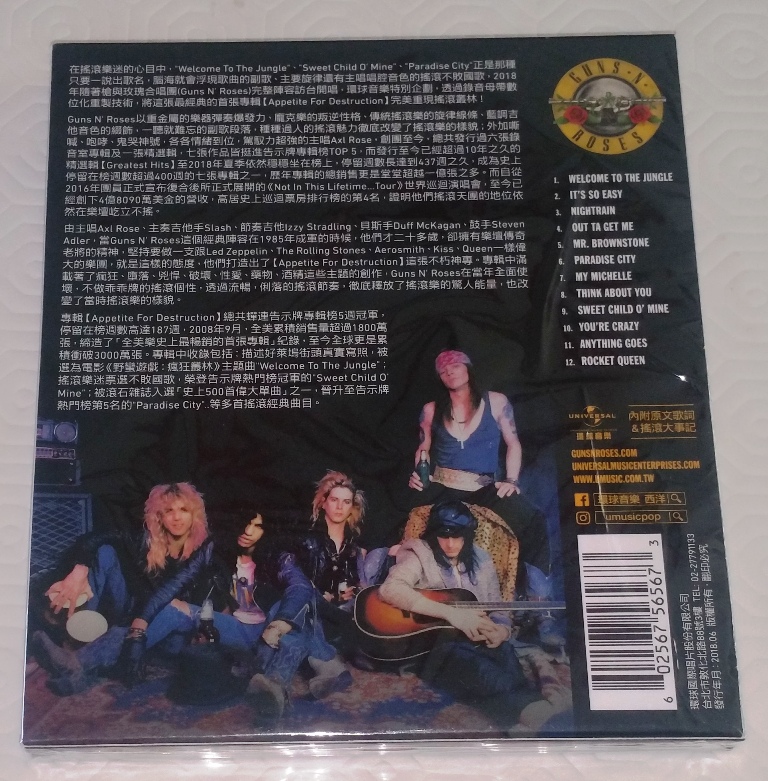 在搖滾樂迷的心目中，"Welcome To The Jungle"、"Sweet Child O' Mine"、"Paradise City"正是那種
只要一說出歌名，腦海就會浮現歌曲的副歌、主要旋律還有主唱唱腔音色的搖滾不敗國歌，2018
年隨著槍與玫瑰合唱團(Guns N' Roses)完整陣容訪台開唱，環球音樂特別企劃，透過錄音母帶數
位化重製技術，將這張最經典的首張專輯【Appetite For Destruction】完美重現搖滾叢林！
Guns N' Roses以重金屬的樂器彈奏爆發力，龐克樂的叛逆性格，傳統搖滾樂的旋律線條，藍調吉
他音色的綴飾，一聽就難忘的副歌段落，種種過人的搖滾魅力徹底改變了搖滾樂的樣貌；外加嘶
喊、咆哮、鬼哭神號，各各情緒到位，駕馭力超強的主唱Axl Rose，創團至今，總共發行過六張錄
音室專輯及一張精選輯，七張作品皆挺進告示牌專輯榜TOP 5，而發行至今已經超過10年之久的
精選輯【Greatest Hits】至2018年夏季依然穩穩坐在榜上，停留週數長達到437週之久，成為史上
停留在榜週數超過400週的七張專輯之一，歷年專輯的總銷售更是堂堂超越一億張之多。而自從
2016年團員正式宣布復合後所正式展開的《Not In This Lifetime...Tour》世界巡迴演唱會，至今已
經創下4億8090萬美金的營收，高居史上巡迴票房排行榜的第4名，證明他們搖滾天團的地位依
然在樂壇屹立不搖。
由主唱Axl Rose、主奏吉他手Slash、節奏吉他Izzy Stradling、貝斯手Duff McKagan、鼓手Steven
Adler，當Guns N' Roses這個經典陣容在1985年成軍的時候，他們才二十多歲，卻擁有樂壇傳奇
老將的精神，堅持要做一支跟Led Zeppelin、The Rolling Stones、Aerosmith、Kiss、Queen一樣偉
大的樂團，就是這樣的態度，他們打造出了【Appetite For Destruction】這張不朽神專。專輯中滿
載著了瘋狂、墮落、兇悍、破壞、性愛、藥物、酒精這些主題的創作，Guns N' Roses在當年全面使
壞、不做乖乖牌的搖滾個性，透過流暢、俐落的搖滾節奏，徹底釋放了搖滾樂的驚人能量，也改
變了當時搖滾樂的樣貌。
專輯【Appetite For Destruction】總共蟬連告示牌專輯榜5週冠軍，
停留在榜週數高達187週，2008年9月，全美累積銷售量超過1800萬
張，締造了「全美樂史上最暢銷的首張專輯」紀錄，至今全球更是累
積衝破3000萬張。專輯中收錄包括：描述好萊塢街頭真實寫照，被
選為電影《野蠻遊戲：瘋狂叢林》主題曲"Welcome To The Jungle"；
搖滾樂迷票選不敗國歌，榮登告示牌熱門榜冠軍的"Sweet Child O'
Mine"；被滾石雜誌入選「史上500首偉大單曲」之一，晉升至告示牌
熱門榜第5名的"Paradise City"..等多首搖滾經典曲目。
GUNS N' ROSES
1. WELCOME TO THE JUNGLE
2. IT'S SO EASY
3. NIGHTRAIN
4. OUT TA GET ME
5. MR. BROWNSTONE
6. PARADISE CITY
7. MY MICHELLE
8. THINK ABOUT YOU
9. SWEET CHILD O' MINE
10. YOU'RE CRAZY
11. ANYTHING GOES
12. ROCKET QUEEN
UNIVERSAL
環球音樂
內附原文歌詞
&搖滾大事記
GUNSNROSES.COM
UNIVERSALMUSICENTERPRISES.COM
WWW.UMUSIC.COM.TW
環球音樂 西洋
umusicpop
6 02567 56567 3
環球國際唱片股份有限公司
台北市敦化北路88號3樓 TEL: 02-27791133
發行年月：2018.06 版權所有．翻印必究